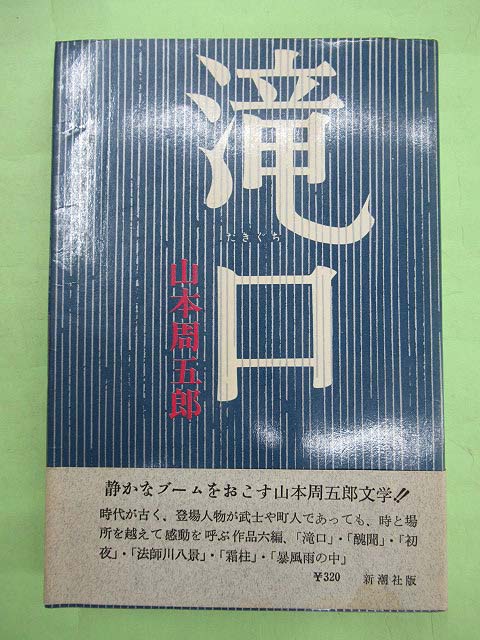 滝口
たきぐち
山本周五郎
静かなブームをおこす山本周五郎文学!!
時代が古く、登場人物が武士や町人であっても、時と場
所を越えて感動を呼ぶ作品六編、「滝口」・「醜聞」・「初
夜」・「法師川八景」・「霜柱」・「暴風雨の中」
¥320 新潮社版